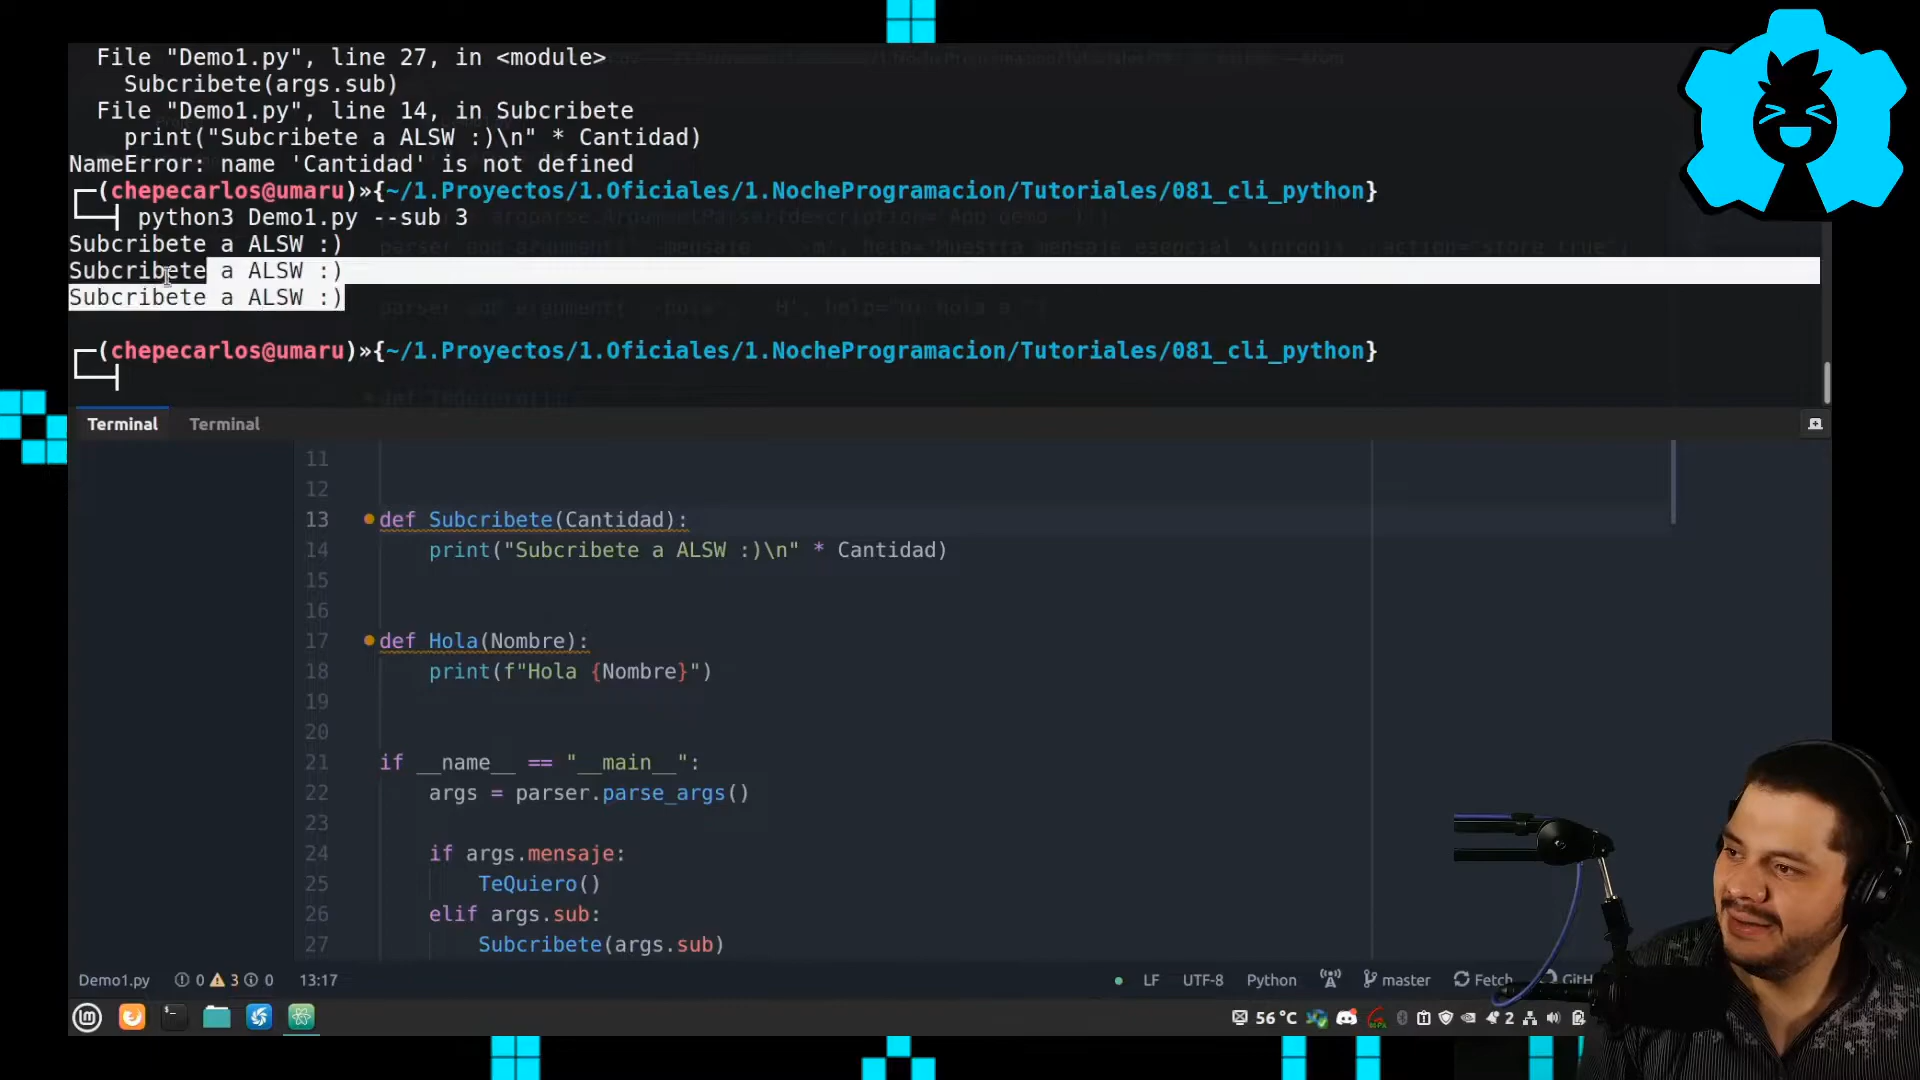 File "Demo1.py", line 27, in <module>
Subcribete(args.sub)
File "Demo1.py", line 14, in Subcribete
print("Subcribete a ALSW :)\n" * Cantidad)
NameError: name 'Cantidad' is not defined
(chepecarlos@umaru)»{~/1.Proyectos/1.Oficiales/1.NocheProgramacion/Tutoriales/081_cli_python}
python3 Demo1.py --sub 3
Subcribete a ALSW :)
Subcribete a ALSW :)
Subcribete a ALSW :)
(chepecarlos@umaru)»{~/1.Proyectos/1.Oficiales/1.NocheProgramacion/Tutoriales/081_cli_python}
Terminal Terminal
11
12
13 def Subcribete(Cantidad):
14 print("Subcribete a ALSW :)\n" * Cantidad)
15
16
17 def Hola(Nombre):
18 print(f"Hola {Nombre}")
19
20
21 if __name__ == "__main__":
22 args = parser.parse_args()
23
24 if args.mensaje:
25 TeQuiero()
26 elif args.sub:
27 Subcribete(args.sub)
Demo1.py 0 3 0 13:17 LF UTF-8 Python master Fetch GitH
56 °C 2